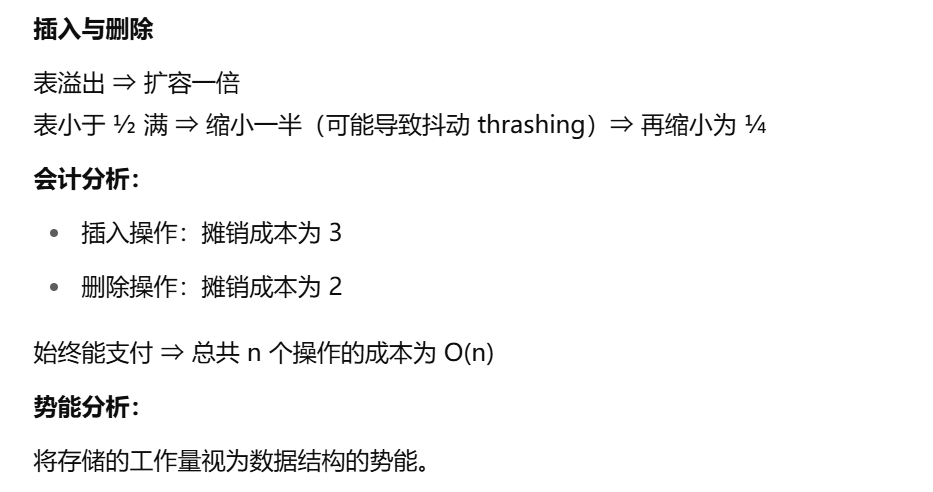 插入与删除
表溢出 ⇒ 扩容一倍
表小于 ½ 满 ⇒ 缩小一半（可能导致抖动 thrashing）⇒ 再缩小为 ¼
会计分析：
• 插入操作：摊销成本为 3
• 删除操作：摊销成本为 2
始终能支付 ⇒ 总共 n 个操作的成本为 O(n)
势能分析：
将存储的工作量视为数据结构的势能。